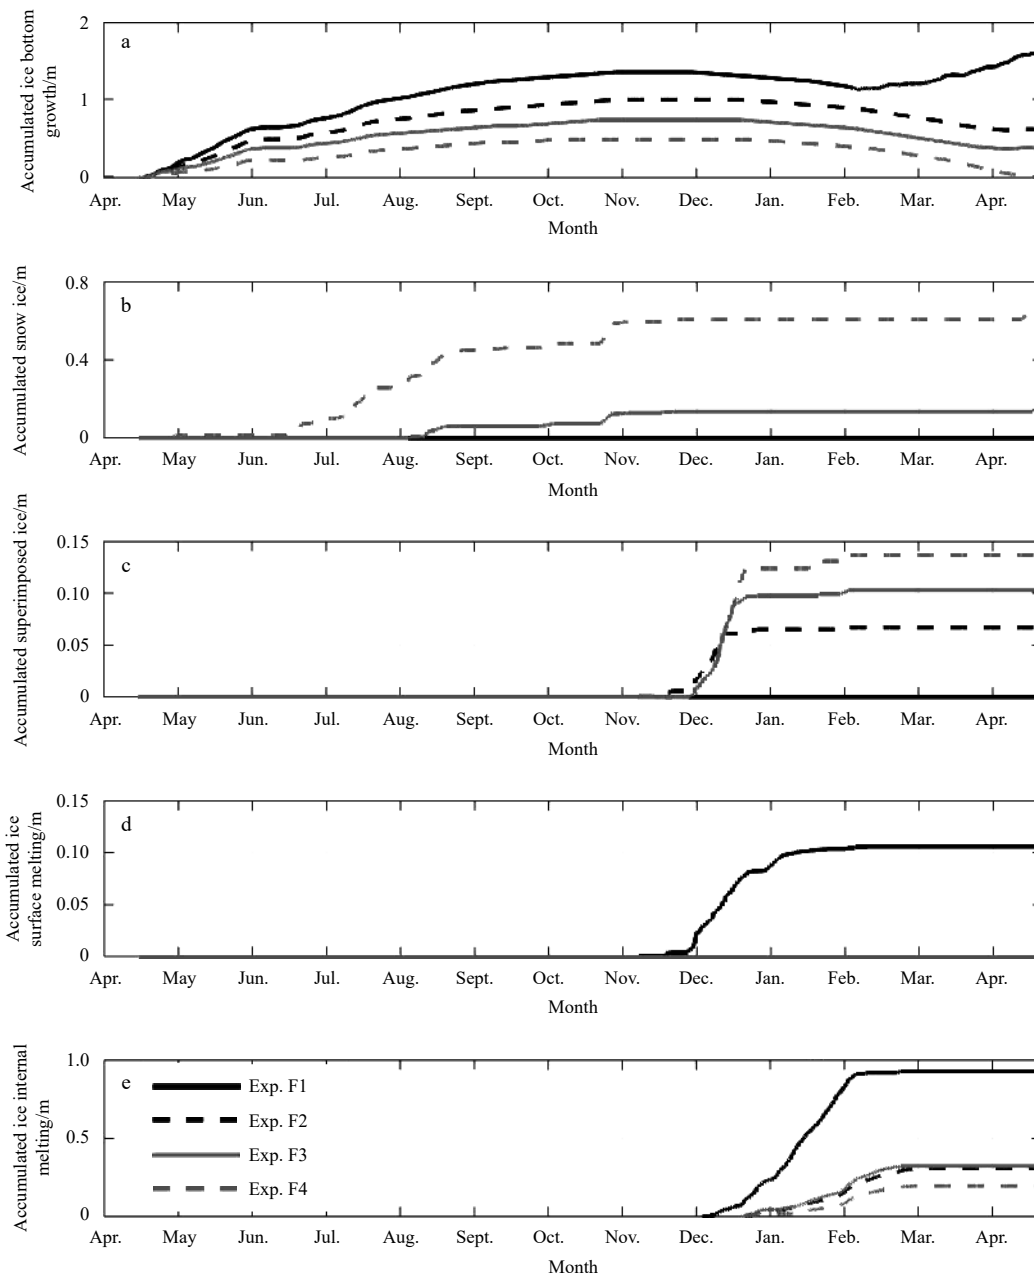 2
a
1
0
Accumulated ice bottom
growth/m
Apr. May Jun. Jul. Aug. Sept. Oct. Nov. Dec. Jan. Feb. Mar. Apr.
Month
0.8
b
0.4
0
Accumulated snow ice/m
Apr. May Jun. Jul. Aug. Sept. Oct. Nov. Dec. Jan. Feb. Mar. Apr.
Month
0.15
c
0.10
0.05
0
Accumulated superimposed ice/m
Apr. May Jun. Jul. Aug. Sept. Oct. Nov. Dec. Jan. Feb. Mar. Apr.
Month
0.15
d
0.10
0.05
0
Accumulated ice
surface melting/m
Apr. May Jun. Jul. Aug. Sept. Oct. Nov. Dec. Jan. Feb. Mar. Apr.
Month
1.0
e
0.5
0
Accumulated ice internal
melting/m
Exp. F1
Exp. F2
Exp. F3
Exp. F4
Apr. May Jun. Jul. Aug. Sept. Oct. Nov. Dec. Jan. Feb. Mar. Apr.
Month